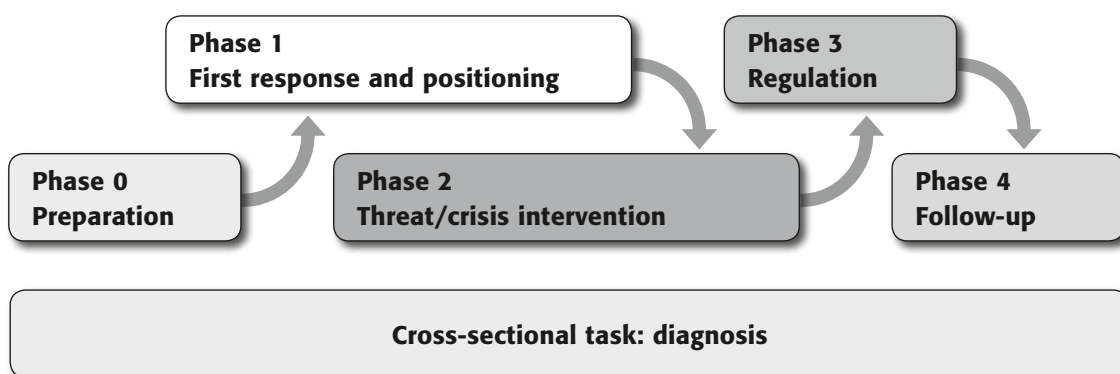 Phase 1
First response and positioning
Phase 3
Regulation
Phase 0
Preparation
Phase 2
Threat/crisis intervention
Phase 4
Follow-up
Cross-sectional task: diagnosis